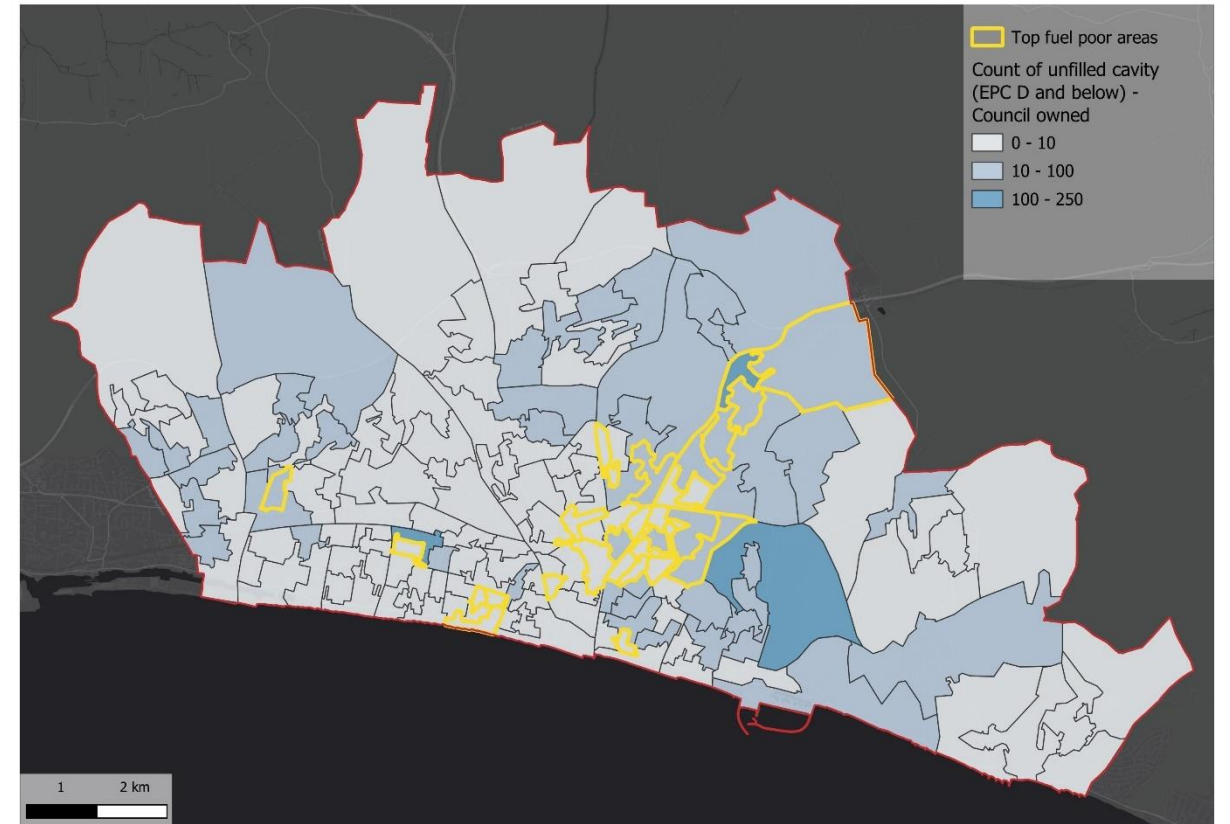 Top fuel poor areas
Count of unfilled cavity
(EPC D and below) -
Council owned
0 - 10
10 - 100
100 - 250
1 2 km